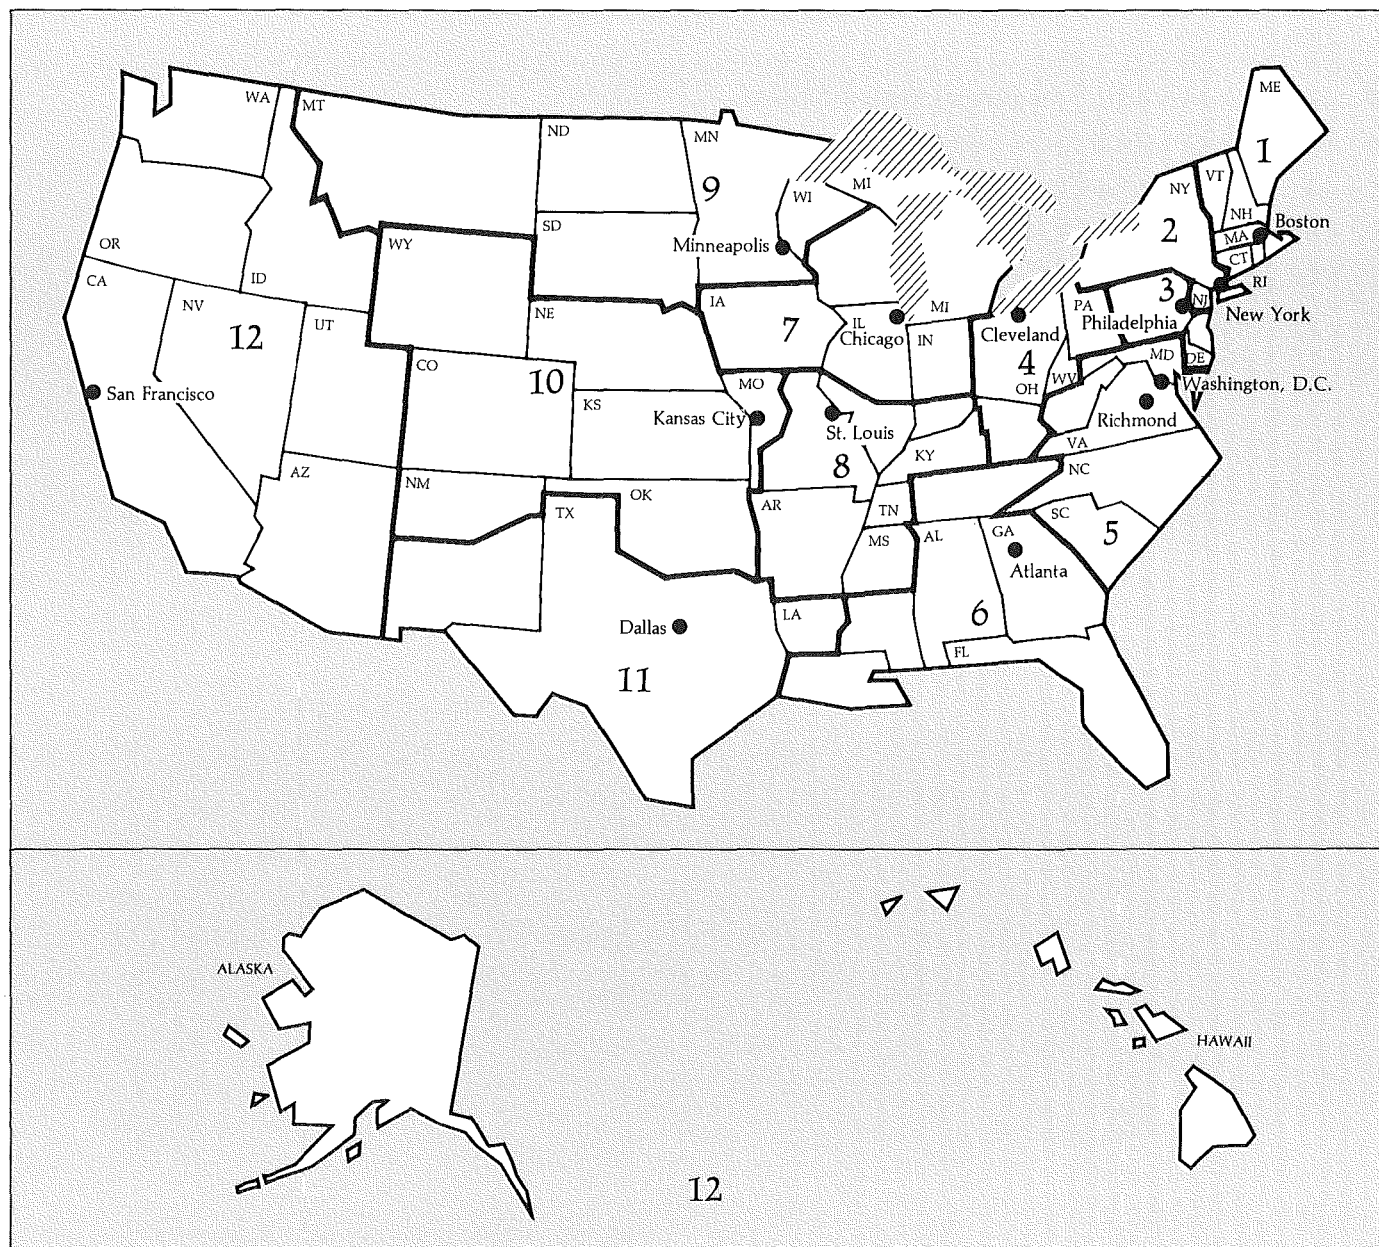 ME
WA
MT
ND
MN
1
VT
NY
9
WI
MI
NH
Boston
SD
MA
2
OR
WY
Minneapolis
CT
CA
ID
RI
NV
IA
MI
PA
3
NJ
New York
UT
NE
7
IL
Chicago
IN
Cleveland
Philadelphia
12
CO
10
4
MD
DE
OH
WV
Washington, D.C.
San Francisco
MO
KS
Kansas City
St. Louis
Richmond
VA
8
KY
NC
AZ
NM
OK
TX
AR
TN
SC
MS
AL
GA
5
Atlanta
LA
6
Dallas
FL
11
ALASKA
HAWAII
12